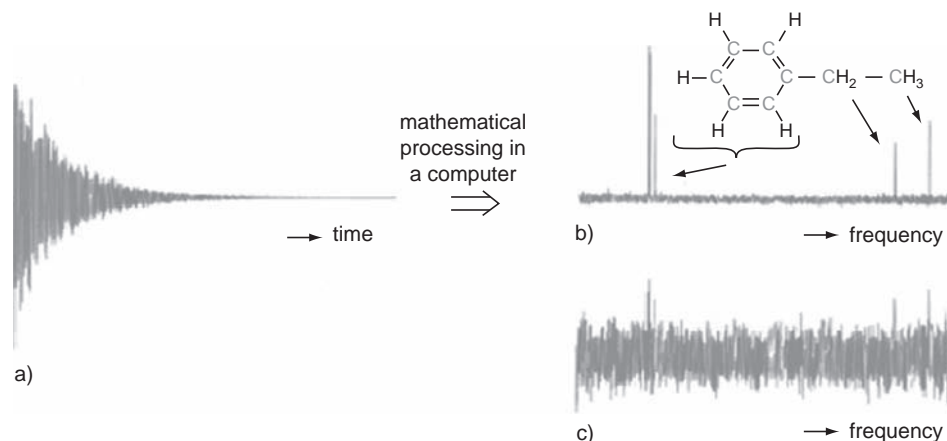 H H
H C C C C C C CH2 CH3
H H
mathematical
processing in
a computer
time
a)
b)
frequency
c)
frequency